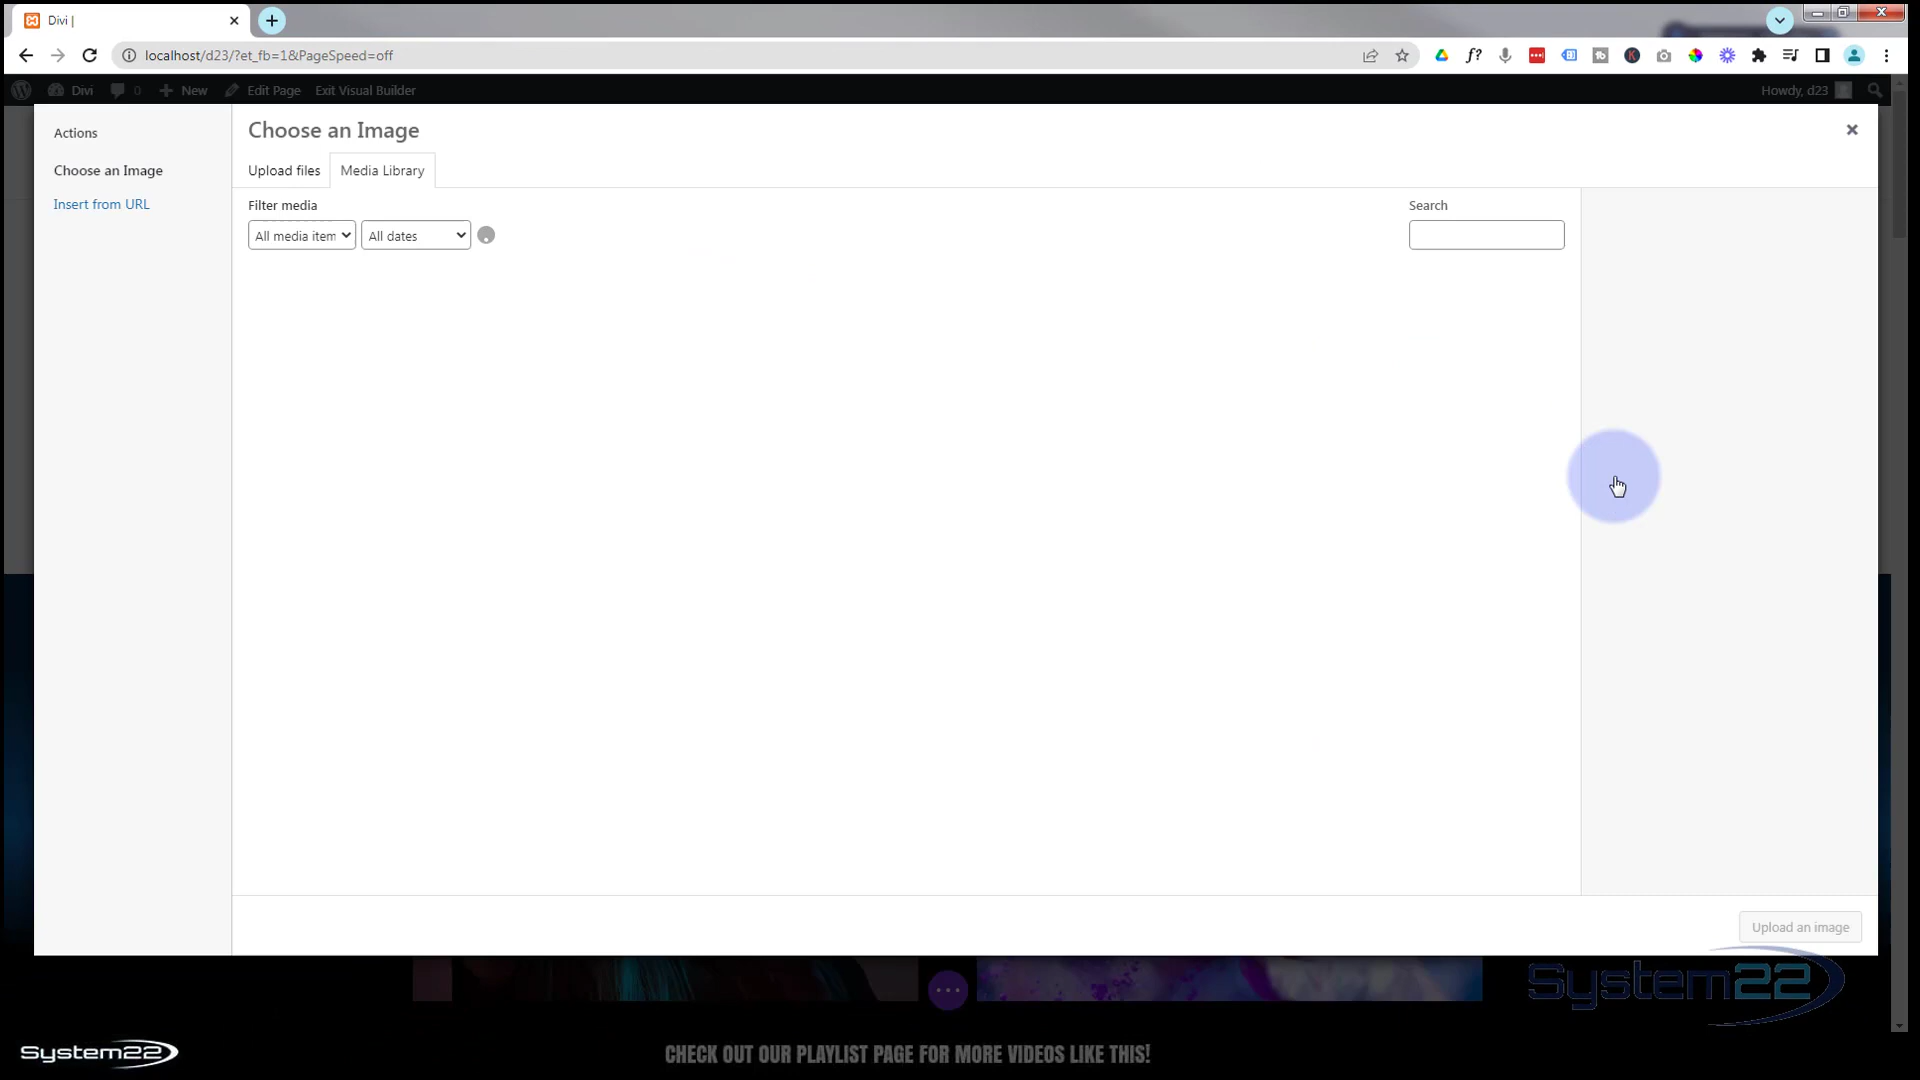 Divi |
localhost/d23/?et_fb=1&PageSpeed=off
Divi 0 New Edit Page Exit Visual Builder Howdy, d23
Actions
Choose an Image
Insert from URL
Choose an Image
Upload files Media Library
Filter media
All media item All dates
Search
Upload an image
System22
System22
CHECK OUT OUR PLAYLIST PAGE FOR MORE VIDEOS LIKE THIS!